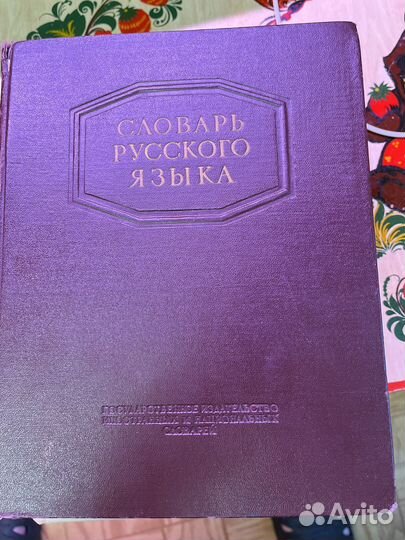 СЛОВАРЬ
РУССКОГО
ЯЗЫКА
ГОСУДАРСТВЕННОЕ ИЗДАТЕЛЬСТВО
ИНОСТРАННЫХ И НАЦИОНАЛЬНЫХ
СЛОВАРЕЙ
Avito